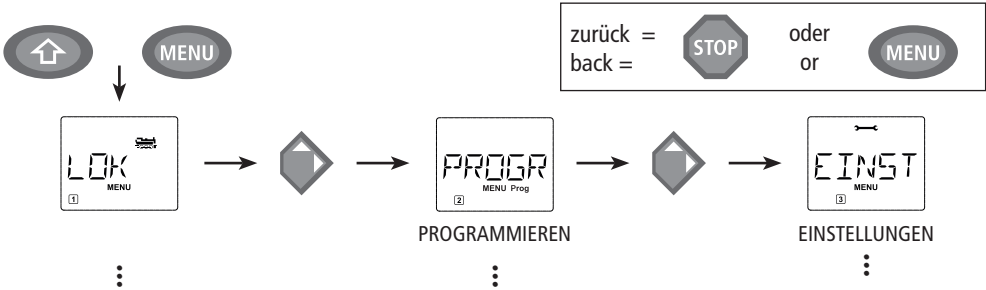 zurück = STOP oder MENU
back = or
MENU
LOK
MENU
1
PROGR
MENU Prog
2
EINST
MENU
3
PROGRAMMIEREN
EINSTELLUNGEN